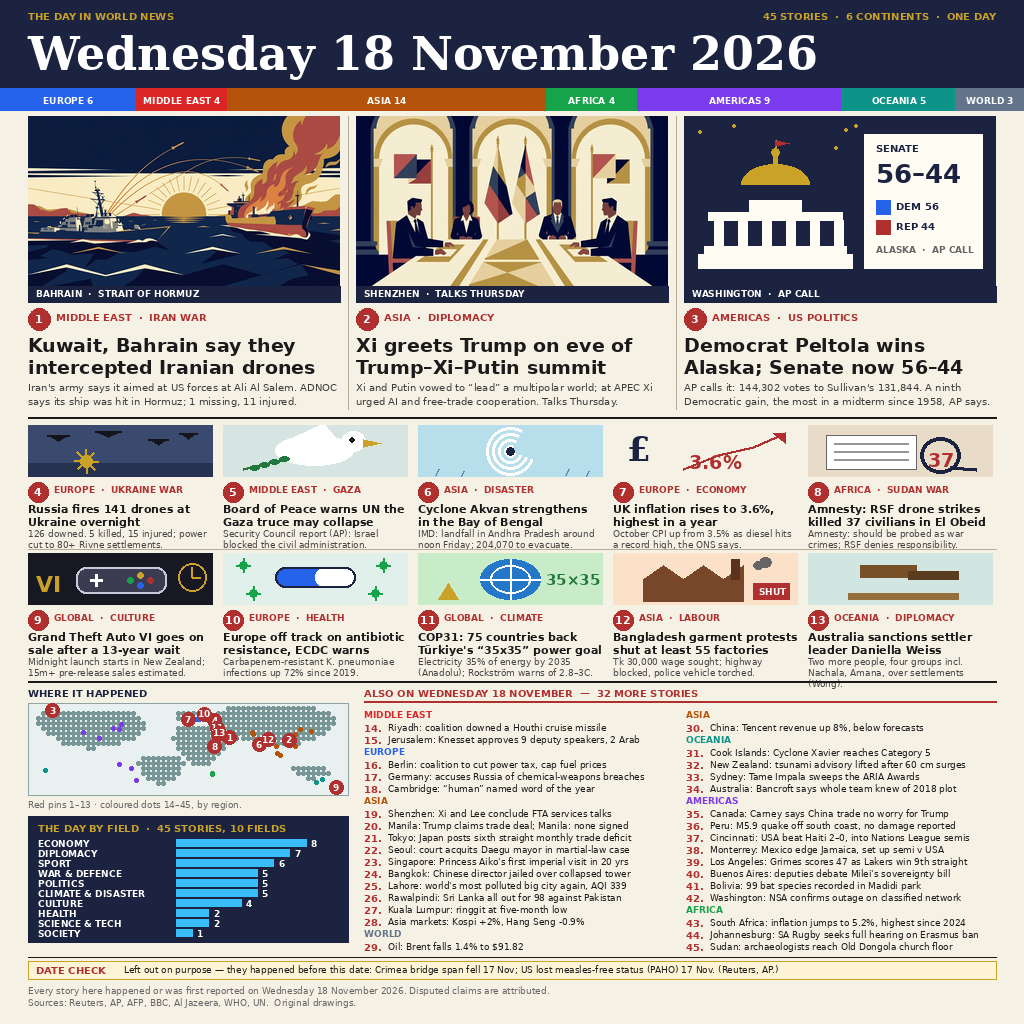 THE DAY IN WORLD NEWS
45 STORIES · 6 CONTINENTS · ONE DAY
Wednesday 18 November 2026
EUROPE 6
MIDDLE EAST 4
ASIA 14
AFRICA 4
AMERICAS 9
OCEANIA 5
WORLD 3
BAHRAIN · STRAIT OF HORMUZ
1 MIDDLE EAST · IRAN WAR
Kuwait, Bahrain say they
intercepted Iranian drones
Iran's army says it aimed at US forces at Ali Al Salem. ADNOC
says its ship was hit in Hormuz; 1 missing, 11 injured.
SHENZHEN · TALKS THURSDAY
2 ASIA · DIPLOMACY
Xi greets Trump on eve of
Trump–Xi–Putin summit
Xi and Putin vowed to “lead” a multipolar world; at APEC Xi
urged AI and free-trade cooperation. Talks Thursday.
SENATE
56–44
DEM 56
REP 44
ALASKA · AP CALL
WASHINGTON · AP CALL
3 AMERICAS · US POLITICS
Democrat Peltola wins
Alaska; Senate now 56–44
AP calls it: 144,302 votes to Sullivan's 131,844. A ninth
Democratic gain, the most in a midterm since 1958, AP says.
4 EUROPE · UKRAINE WAR
Russia fires 141 drones at
Ukraine overnight
126 downed. 5 killed, 15 injured; power
cut to 80+ Rivne settlements.
5 MIDDLE EAST · GAZA
Board of Peace warns UN the
Gaza truce may collapse
Security Council report (AP): Israel
blocked the civil administration.
6 ASIA · DISASTER
Cyclone Akvan strengthens
in the Bay of Bengal
IMD: landfall in Andhra Pradesh around
noon Friday; 204,070 to evacuate.
£
3.6%
7 EUROPE · ECONOMY
UK inflation rises to 3.6%,
highest in a year
October CPI up from 3.5% as diesel hits
a record high, the ONS says.
37
8 AFRICA · SUDAN WAR
Amnesty: RSF drone strikes
killed 37 civilians in El Obeid
Amnesty: should be probed as war
crimes; RSF denies responsibility.
VI
9 GLOBAL · CULTURE
Grand Theft Auto VI goes on
sale after a 13-year wait
Midnight launch starts in New Zealand;
15m+ pre-release sales estimated.
10 EUROPE · HEALTH
Europe off track on antibiotic
resistance, ECDC warns
Carbapenem-resistant K. pneumoniae
infections up 72% since 2019.
35×35
11 GLOBAL · CLIMATE
COP31: 75 countries back
Türkiye's “35x35” power goal
Electricity 35% of energy by 2035
(Anadolu); Rockström warns of 2.8–3C.
SHUT
12 ASIA · LABOUR
Bangladesh garment protests
shut at least 55 factories
Tk 30,000 wage sought; highway
blocked, police vehicle torched.
13 OCEANIA · DIPLOMACY
Australia sanctions settler
leader Daniella Weiss
Two more people, four groups incl.
Nachala, Amana, over settlements
(Wong).
WHERE IT HAPPENED
3
7
10
4
13
1
8
6
12
2
9
Red pins 1–13 · coloured dots 14–45, by region.
THE DAY BY FIELD · 45 STORIES, 10 FIELDS
ECONOMY 8
DIPLOMACY 7
SPORT 6
WAR & DEFENCE 5
POLITICS 5
CLIMATE & DISASTER 5
CULTURE 4
HEALTH 2
SCIENCE & TECH 2
SOCIETY 1
ALSO ON WEDNESDAY 18 NOVEMBER — 32 MORE STORIES
MIDDLE EAST
14. Riyadh: coalition downed a Houthi cruise missile
15. Jerusalem: Knesset approves 9 deputy speakers, 2 Arab
EUROPE
16. Berlin: coalition to cut power tax, cap fuel prices
17. Germany: accuses Russia of chemical-weapons breaches
18. Cambridge: “human” named word of the year
ASIA
19. Shenzhen: Xi and Lee conclude FTA services talks
20. Manila: Trump claims trade deal; Manila: none signed
21. Tokyo: Japan posts sixth straight monthly trade deficit
22. Seoul: court acquits Daegu mayor in martial-law case
23. Singapore: Princess Aiko's first imperial visit in 20 yrs
24. Bangkok: Chinese director jailed over collapsed tower
25. Lahore: world's most polluted big city again, AQI 339
26. Rawalpindi: Sri Lanka all out for 98 against Pakistan
27. Kuala Lumpur: ringgit at five-month low
28. Asia markets: Kospi +2%, Hang Seng -0.9%
WORLD
29. Oil: Brent falls 1.4% to $91.82
ASIA
30. China: Tencent revenue up 8%, below forecasts
OCEANIA
31. Cook Islands: Cyclone Xavier reaches Category 5
32. New Zealand: tsunami advisory lifted after 60 cm surges
33. Sydney: Tame Impala sweeps the ARIA Awards
34. Australia: Bancroft says whole team knew of 2018 plot
AMERICAS
35. Canada: Carney says China trade no worry for Trump
36. Peru: M5.9 quake off south coast, no damage reported
37. Cincinnati: USA beat Haiti 2–0, into Nations League semis
38. Monterrey: Mexico edge Jamaica, set up semi v USA
39. Los Angeles: Grimes scores 47 as Lakers win 9th straight
40. Buenos Aires: deputies debate Milei's sovereignty bill
41. Bolivia: 99 bat species recorded in Madidi park
42. Washington: NSA confirms outage on classified network
AFRICA
43. South Africa: inflation jumps to 5.2%, highest since 2024
44. Johannesburg: SA Rugby seeks full hearing on Erasmus ban
45. Sudan: archaeologists reach Old Dongola church floor
DATE CHECK Left out on purpose — they happened before this date: Crimea bridge span fell 17 Nov; US lost measles-free status (PAHO) 17 Nov. (Reuters, AP.)
Every story here happened or was first reported on Wednesday 18 November 2026. Disputed claims are attributed.
Sources: Reuters, AP, AFP, BBC, Al Jazeera, WHO, UN. Original drawings.